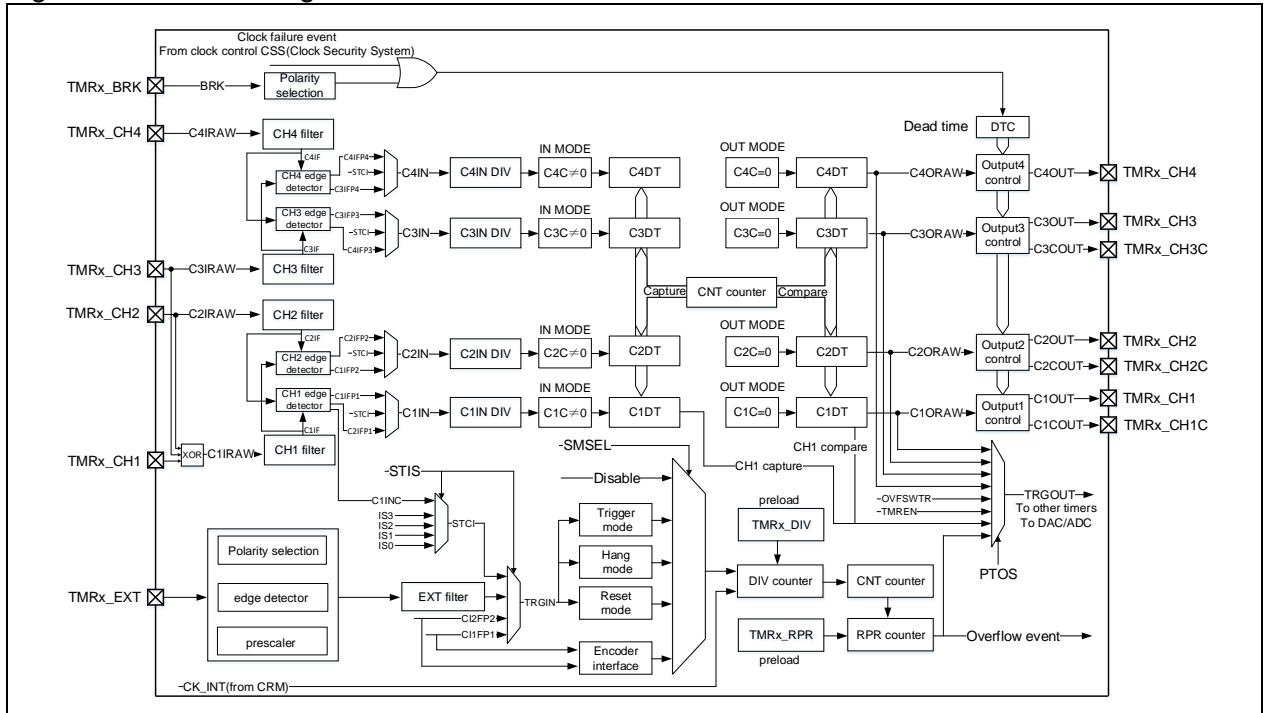 Clock failure event
From clock control CSS(Clock Security System)
TMRx_BRK
BRK
Polarity
selection
TMRx_CH4
C4IRAW
CH4 filter
C4IF
CH4 edge
detector
C4IFP4
STCI
C3IFP4
C4IN
C4IN DIV
IN MODE
C4C≠0
C4DT
OUT MODE
C4C=0
C4DT
C4ORAW
Dead time
DTC
Output4
control
C4OUT
TMRx_CH4
CH3 edge
detector
C3IFP3
STCI
C4IFP3
C3IF
C3IN
C3IN DIV
IN MODE
C3C≠0
C3DT
OUT MODE
C3C=0
C3DT
C3ORAW
Output3
control
C3OUT
TMRx_CH3
C3COUT
TMRx_CH3C
TMRx_CH3
C3IRAW
CH3 filter
Capture
CNT counter
Compare
TMRx_CH2
C2IRAW
CH2 filter
C2IF
CH2 edge
detector
C2IFP2
STCI
C1IFP2
C2IN
C2IN DIV
IN MODE
C2C≠0
C2DT
OUT MODE
C2C=0
C2DT
C2ORAW
Output2
control
C2OUT
TMRx_CH2
C2COUT
TMRx_CH2C
CH1 edge
detector
C1IFP1
STCI
C2IFP1
C1IF
C1IN
C1IN DIV
IN MODE
C1C≠0
C1DT
OUT MODE
C1C=0
C1DT
C1ORAW
Output1
control
C1OUT
TMRx_CH1
C1COUT
TMRx_CH1C
TMRx_CH1
XOR
C1IRAW
CH1 filter
SMSEL
CH1 compare
CH1 capture
STIS
Disable
C1INC
IS3
IS2
IS1
IS0
STCI
Trigger
mode
Hang
mode
Reset
mode
Encoder
interface
preload
TMRx_DIV
OVFSWTR
TMREN
TRGOUT
To other timers
To DAC/ADC
PTOS
TMRx_EXT
Polarity selection
edge detector
prescaler
EXT filter
CI2FP2
CI1FP1
TRGIN
DIV counter
CNT counter
TMRx_RPR
preload
RPR counter
Overflow event
CK_INT(from CRM)